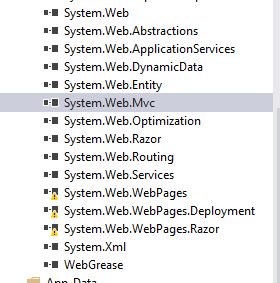 System.Web
System.Web.Abstractions
System.Web.ApplicationServices
System.Web.DynamicData
System.Web.Entity
System.Web.Mvc
System.Web.Optimization
System.Web.Razor
System.Web.Routing
System.Web.Services
System.Web.WebPages
System.Web.WebPages.Deployment
System.Web.WebPages.Razor
System.Xml
WebGrease
App_Data